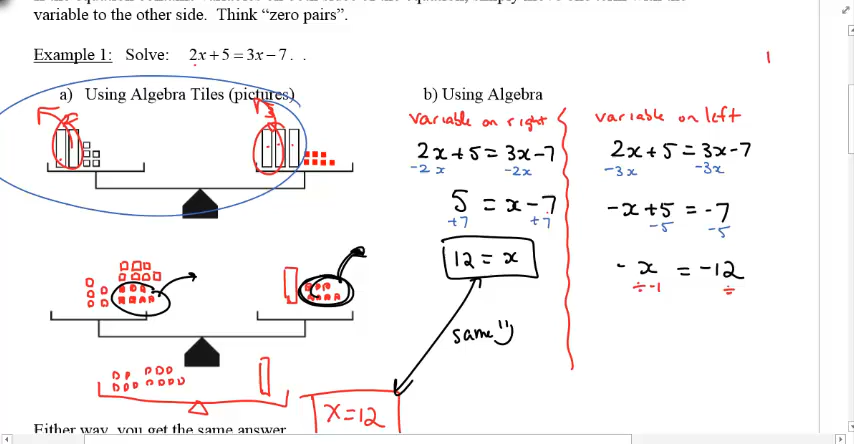 variable to the other side. Think “zero pairs”.
Example 1: Solve: 2x + 5 = 3x – 7. .
a) Using Algebra Tiles (pictures)
b) Using Algebra
variable on right
2x+5=3x-7
-2x -2x
5 = x-7
+7 +7
12 = x
same
variable on left
2x+5=3x-7
-3x -3x
-x+5 = -7
-5 -5
-x = -12
÷-1 ÷
x=12
Either way, you get the same answer